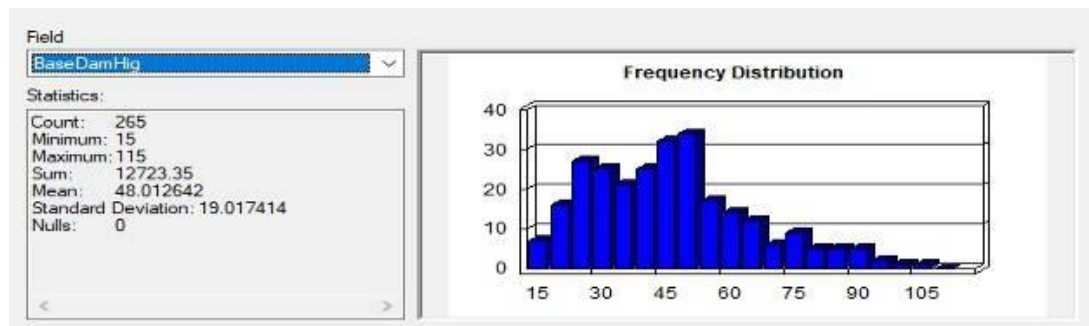 Field
BaseDamHig
Statistics:
Count: 265
Minimum: 15
Maximum: 115
Sum: 12723.35
Mean: 48.012642
Standard Deviation: 19.017414
Nulls: 0
Frequency Distribution
40
30
20
10
0
15 30 45 60 75 90 105